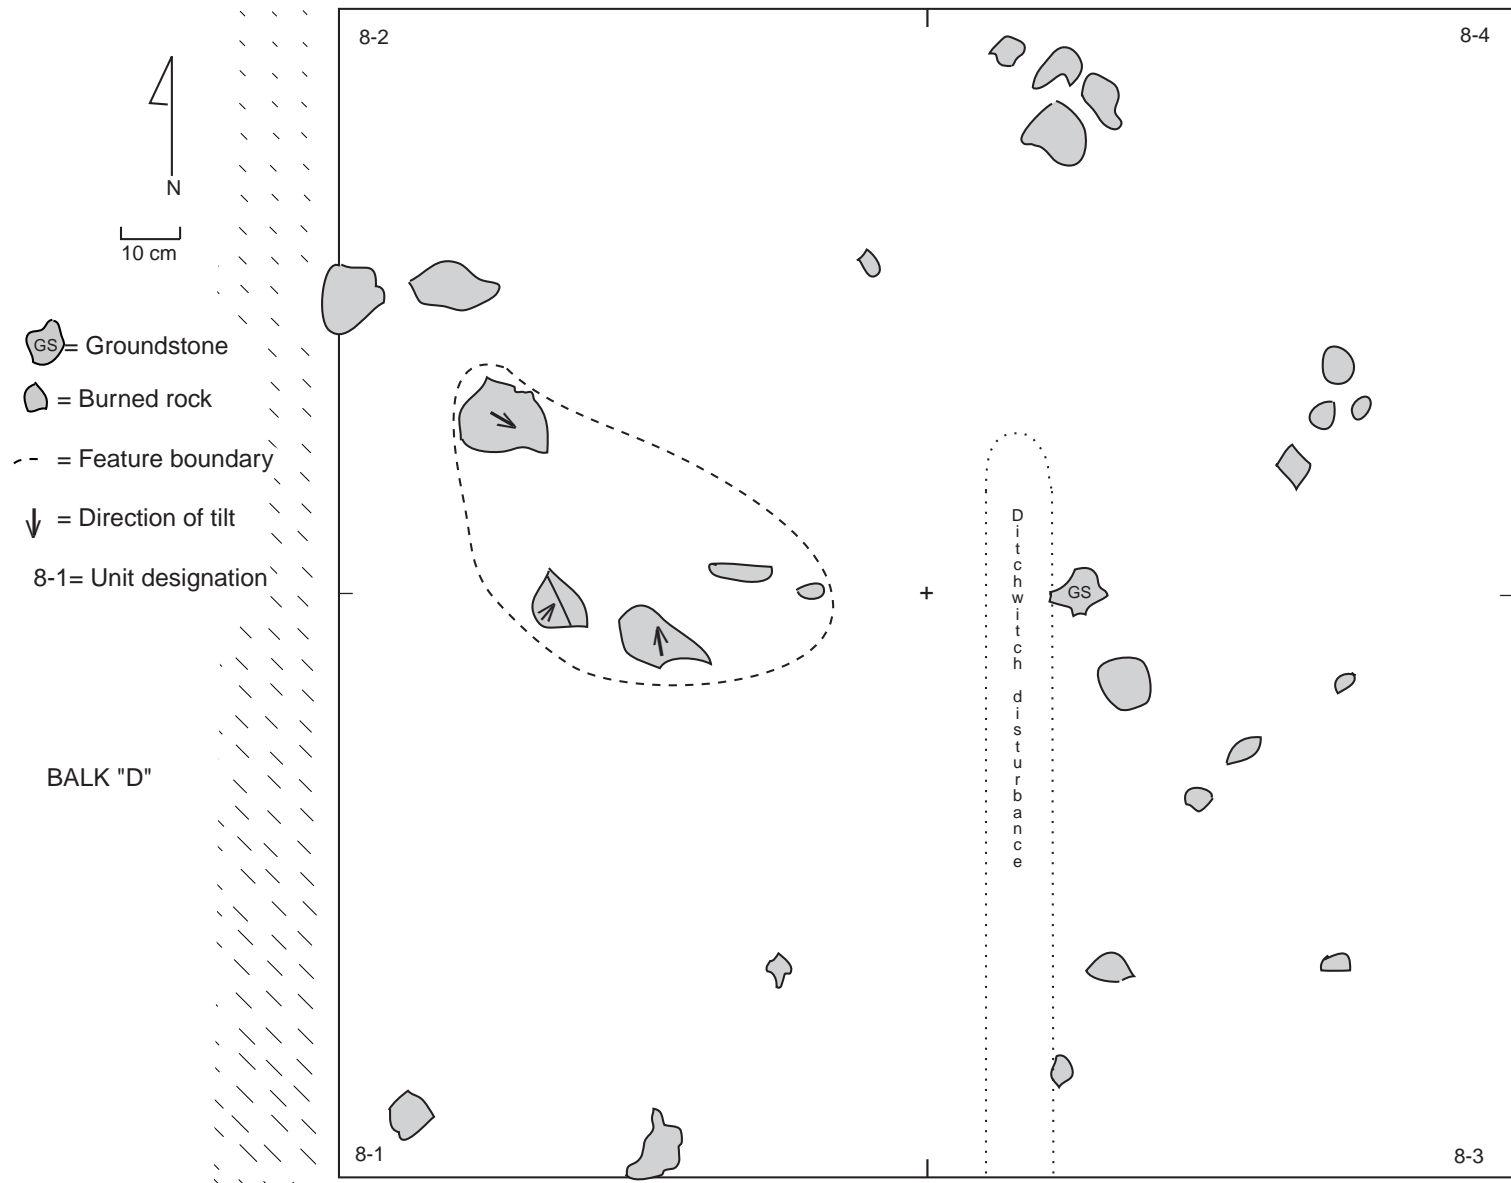 8-2
8-4
N
10 cm
GS = Groundstone
= Burned rock
= Feature boundary
= Direction of tilt
8-1= Unit designation
BALK "D"
Ditchwitch disturbance
GS
8-1
8-3